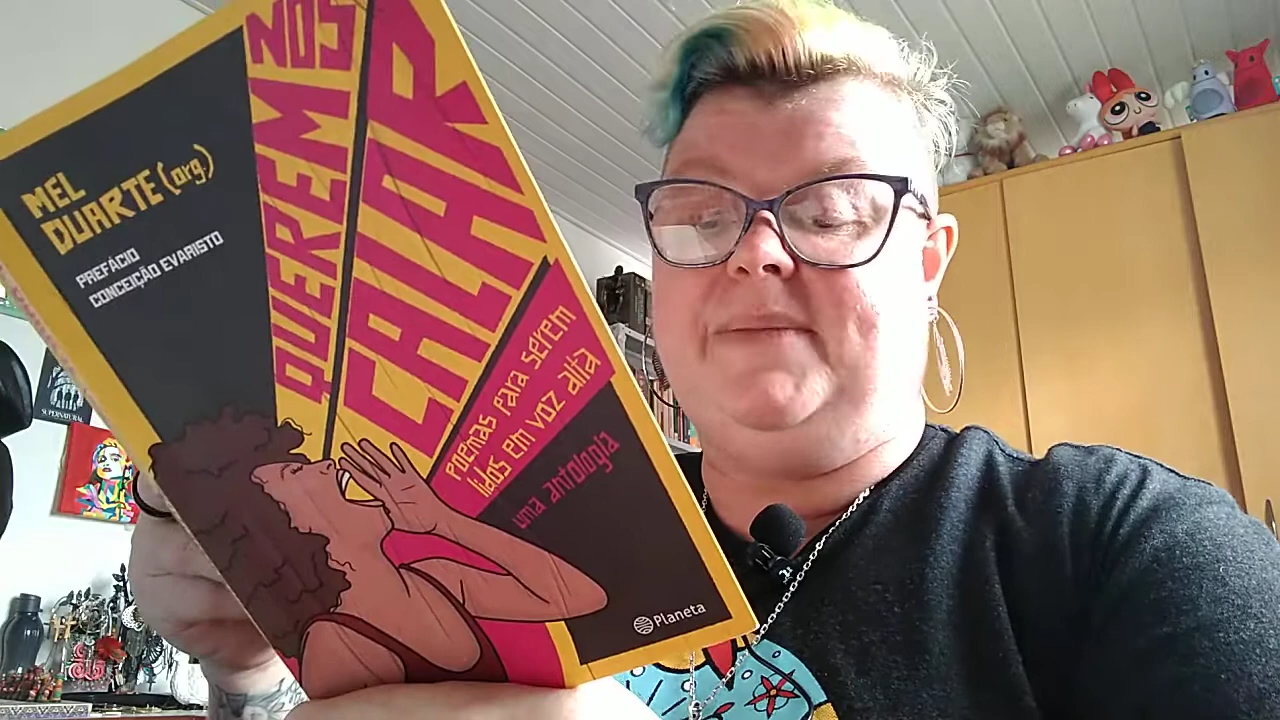 MEL
DUARTE (org.)
PREFÁCIO
CONCEIÇÃO EVARISTO
QUEREM NOS
CALAR
poemas para serem
lidos em voz alta
uma antologia
Planeta
SUPERNATURAL